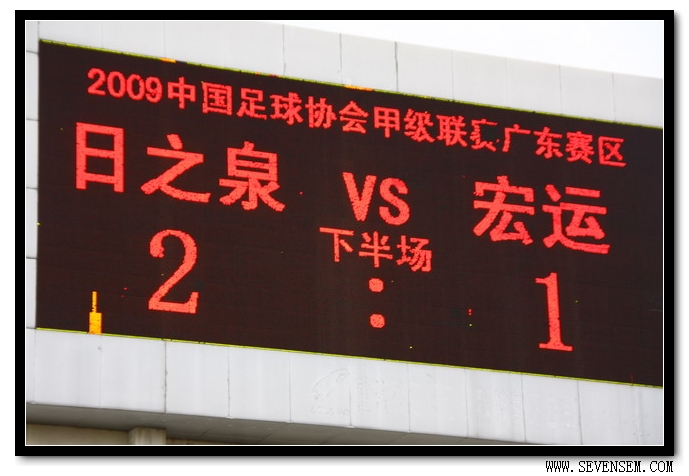 2009中国足球协会甲级联赛广东赛区
日之泉 VS 宏运
下半场
2 : 1
WWW.SEVENSEM.COM